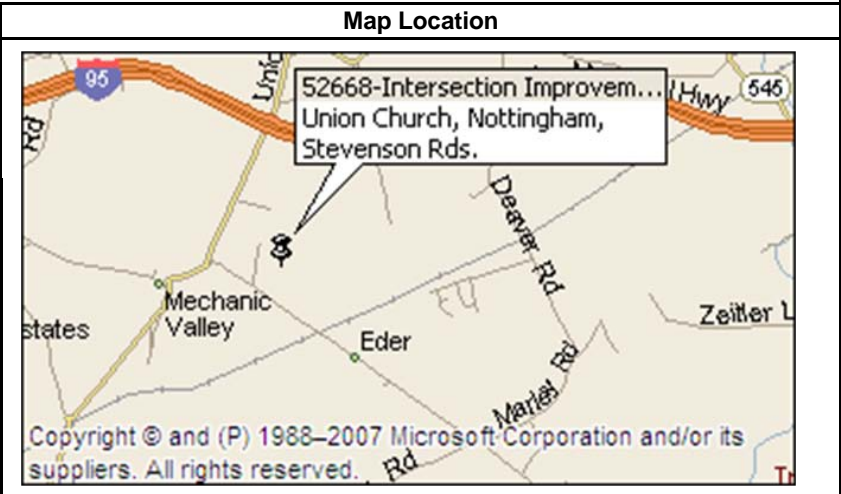 Map Location
95
52668-Intersection Improvem...
Union Church, Nottingham,
Stevenson Rds.
Hwy
545
Rd
Deaver Rd
Mechanic
Valley
states
Eder
Zeitler L
Marley Rd
Copyright © and (P) 1988–2007 Microsoft Corporation and/or its
suppliers. All rights reserved.
Rd